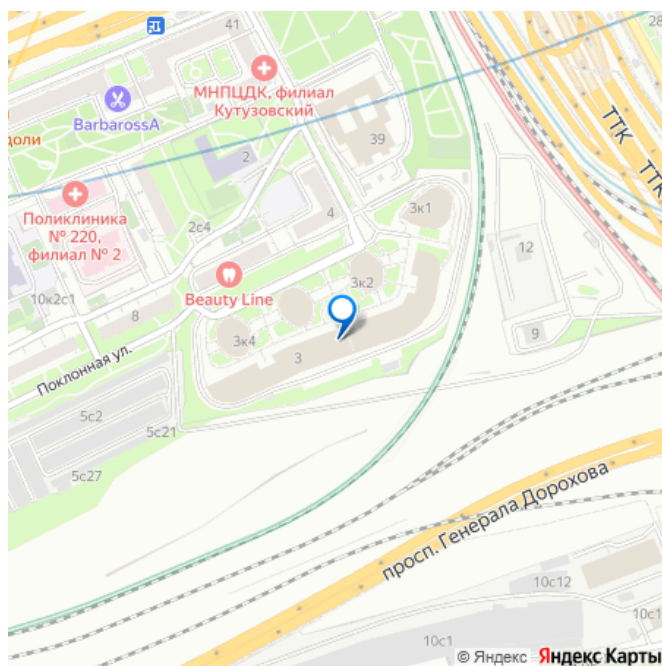 41
28
МНПЦДК, филиал
Кутузовский
BarbarossA
доли
39
ТТК
ТТК
2
Поликлиника
№ 220,
филиал № 2
2с4
4
3к1
12
10к2с1
Beauty Line
3к2
8
9
3к4
3
Поклонная ул.
5с2
5с21
5с27
просп. Генерала Дорохова
10с12
10с1
10с1
© Яндекс Яндекс Карты